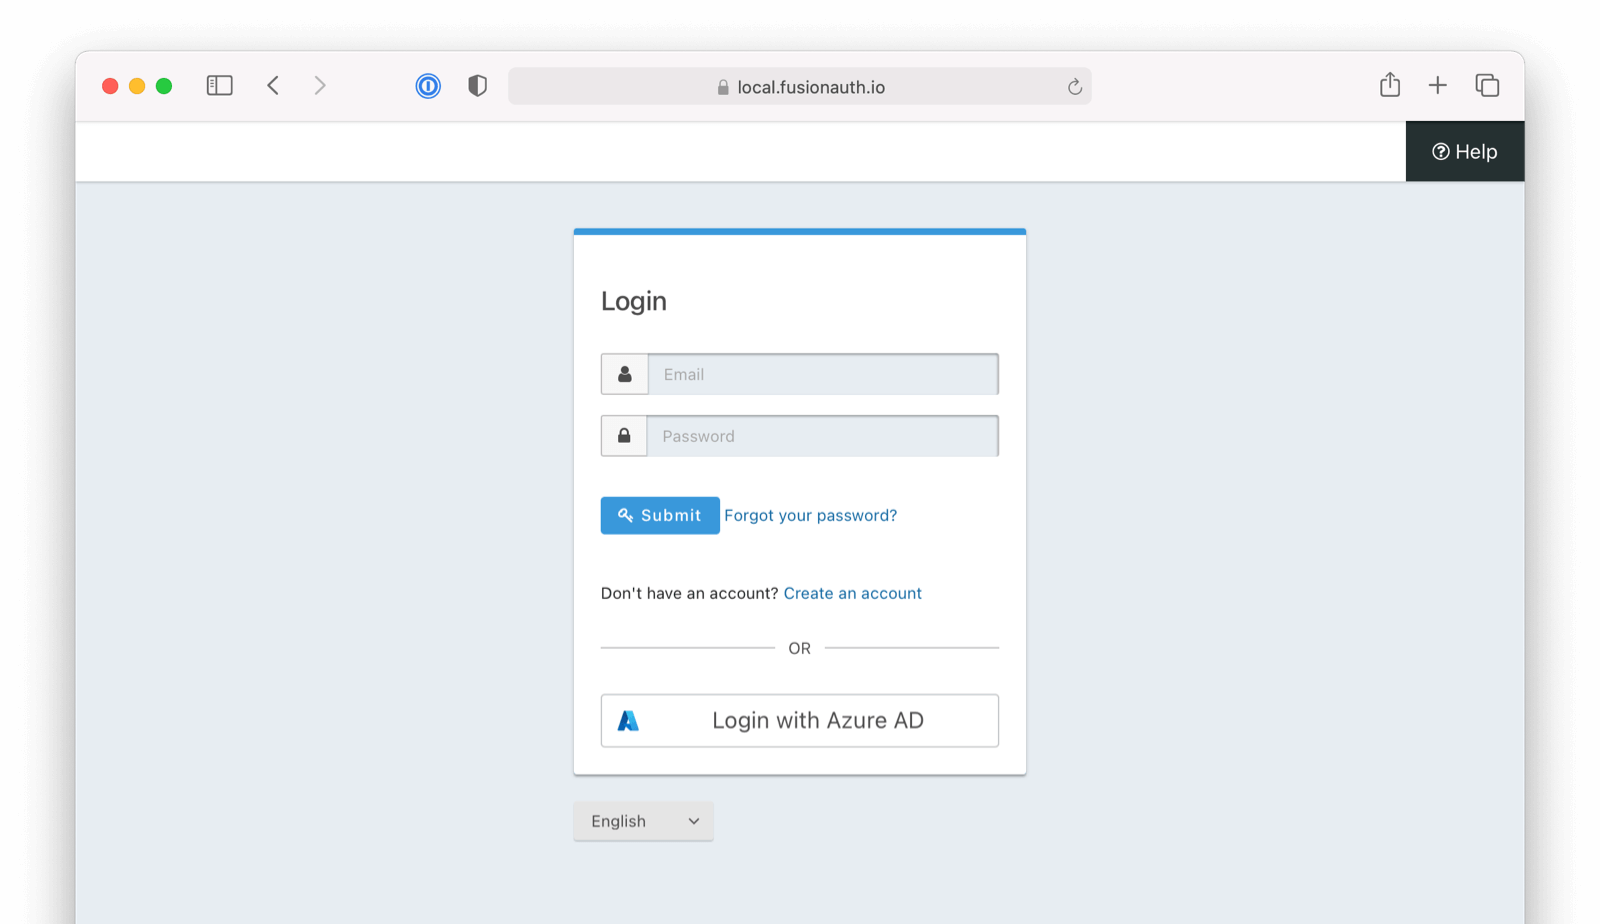 local.fusionauth.io
Help
Login
Email
Password
Submit Forgot your password?
Don't have an account? Create an account
OR
Login with Azure AD
English